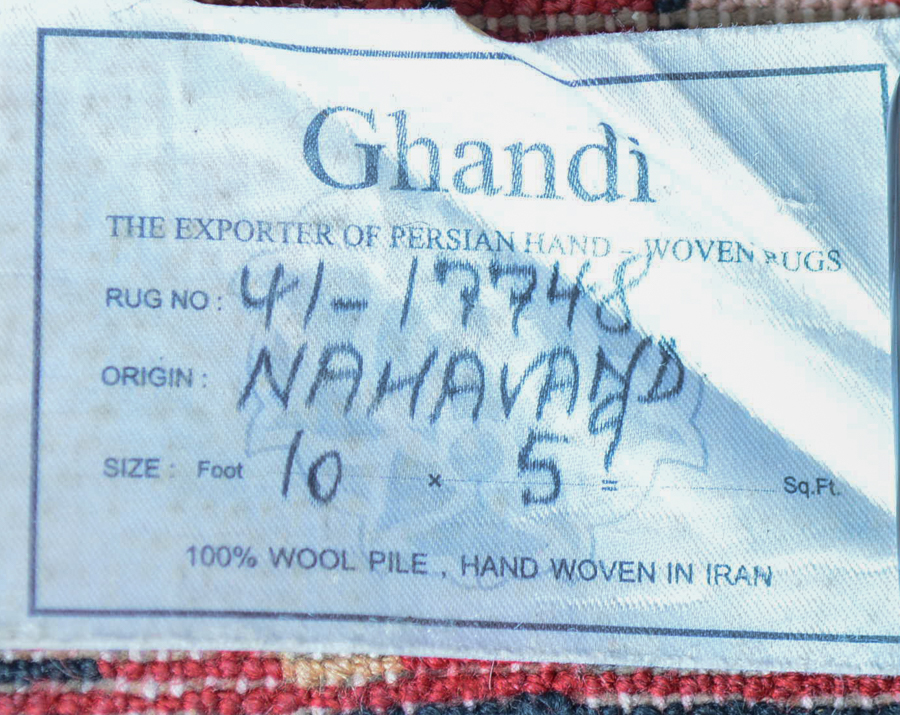 Ghandi
THE EXPORTER OF PERSIAN HAND - WOVEN RUGS
RUG NO : 41-17748
ORIGIN : NAHAVAND
SIZE : Foot 10 x 5 9 = Sq.Ft.
100% WOOL PILE , HAND WOVEN IN IRAN